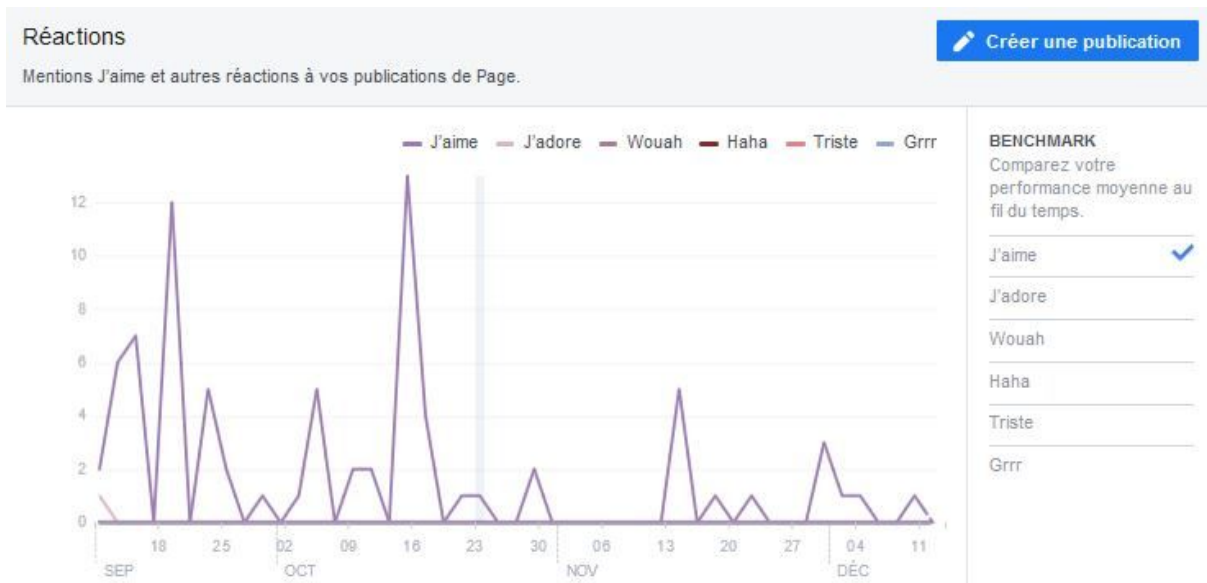 Réactions
Créer une publication
Mentions J'aime et autres réactions à vos publications de Page.
J'aime
J'adore
Wouah
Haha
Triste
Grrr
BENCHMARK
Comparez votre
performance moyenne au
fil du temps.
J'aime
J'adore
Wouah
Haha
Triste
Grrr
12
10
8
6
4
2
0
18 25 02 09 16 23 30 06 13 20 27 04 11
SEP OCT NOV DÉC